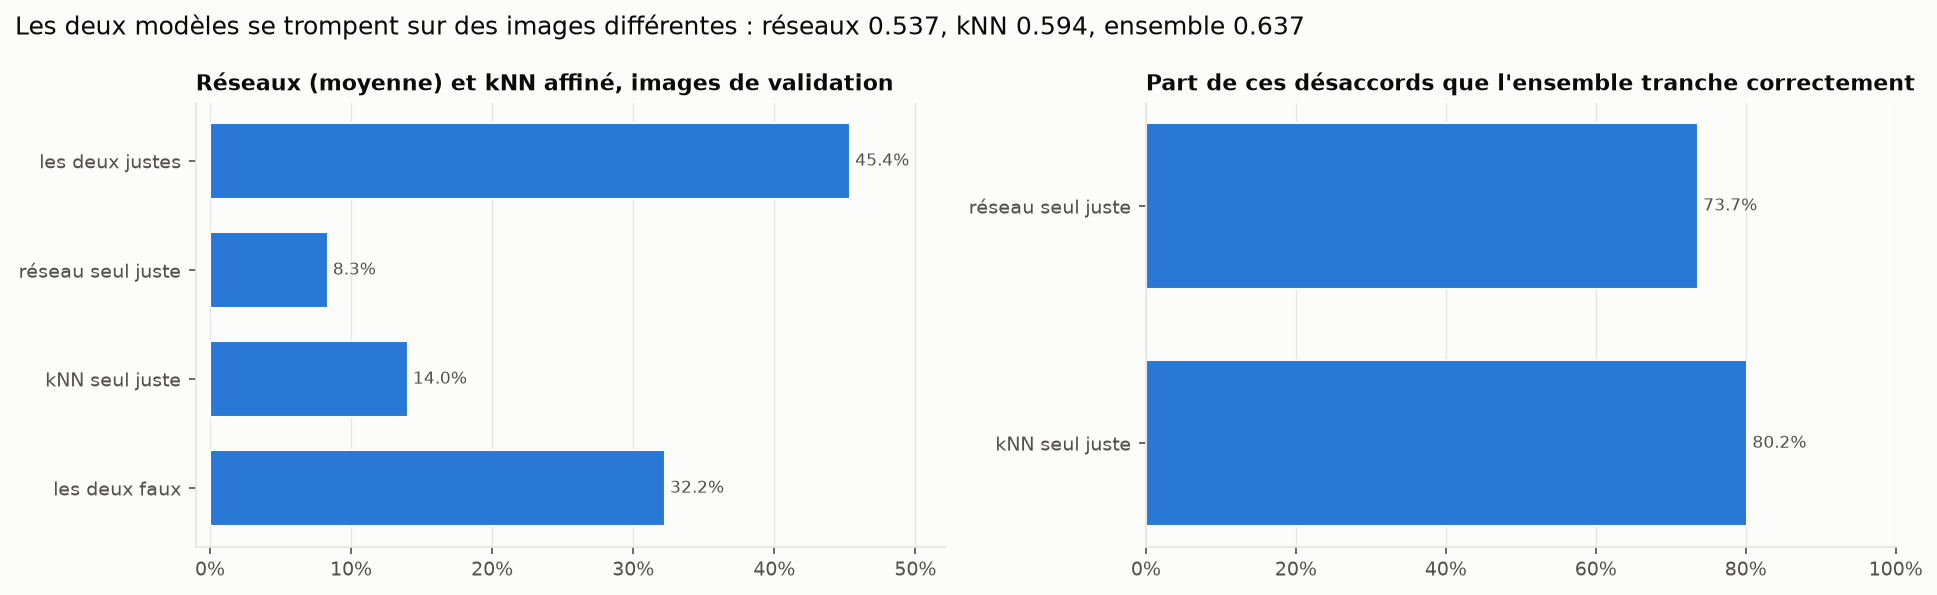 Les deux modèles se trompent sur des images différentes : réseaux 0.537, kNN 0.594, ensemble 0.637
Réseaux (moyenne) et kNN affiné, images de validation
les deux justes
45.4%
réseau seul juste
8.3%
kNN seul juste
14.0%
les deux faux
32.2%
0%
10%
20%
30%
40%
50%
Part de ces désaccords que l'ensemble tranche correctement
réseau seul juste
73.7%
kNN seul juste
80.2%
0%
20%
40%
60%
80%
100%